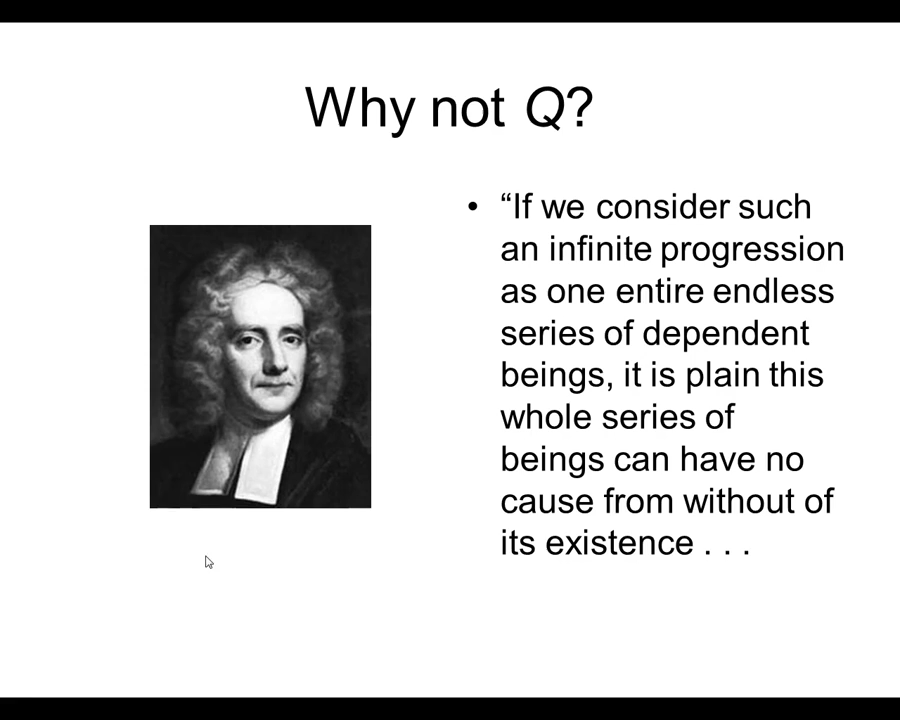 Why not Q?
• “If we consider such
an infinite progression
as one entire endless
series of dependent
beings, it is plain this
whole series of
beings can have no
cause from without of
its existence . . .